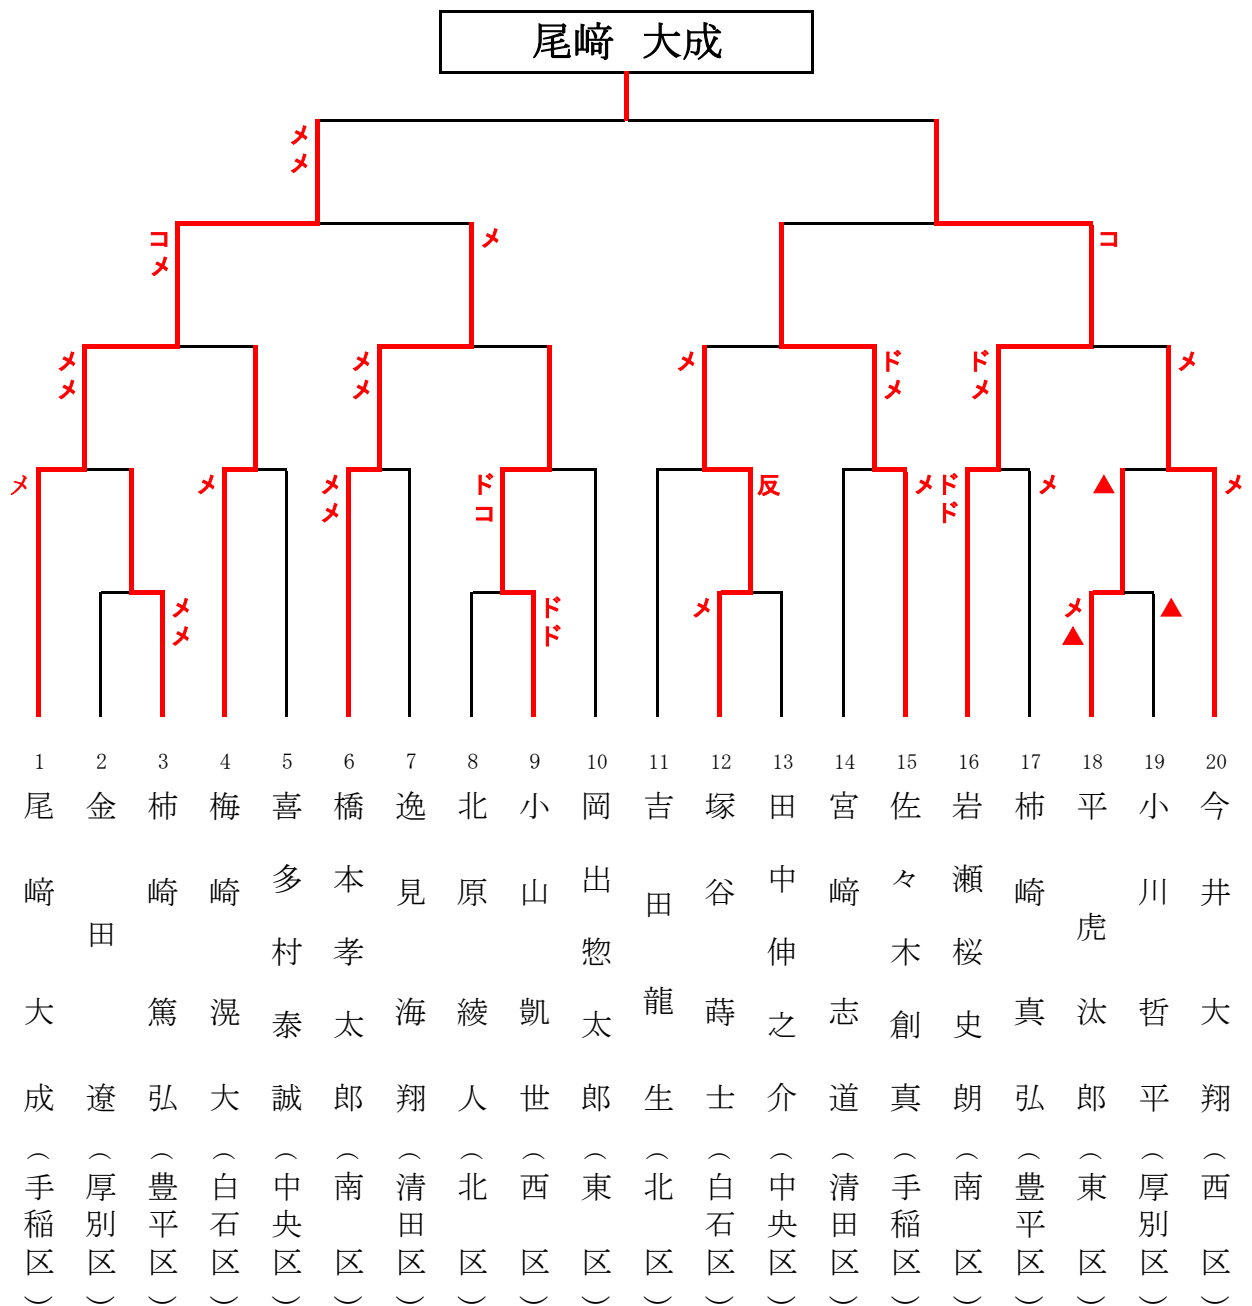 尾﨑　大成
メ
メ
コ
メ
メ
コ
メ
メ
メ
メ
メ
ド
メ
ド
メ
メ
メ
メ
メ
メ
ド
コ
反
メ
ド
ド
メ
▲
メ
メ
メ
ド
ド
メ
メ
▲
▲
1 尾﨑大成（手稲区）
2 金田遼（厚別区）
3 柿崎篤弘（豊平区）
4 梅崎滉大（白石区）
5 喜多村泰誠（中央区）
6 橋本孝太郎（南区）
7 逸見海翔（清田区）
8 北原綾人（北区）
9 小山凱世（西区）
10 岡出惣太郎（東区）
11 吉田龍生（北区）
12 塚谷蒔士（白石区）
13 田中伸之介（中央区）
14 宮﨑志道（清田区）
15 佐々木創真（手稲区）
16 岩瀬桜史朗（南区）
17 柿崎真弘（豊平区）
18 平虎汰郎（東区）
19 小川哲平（厚別区）
20 今井大翔（西区）